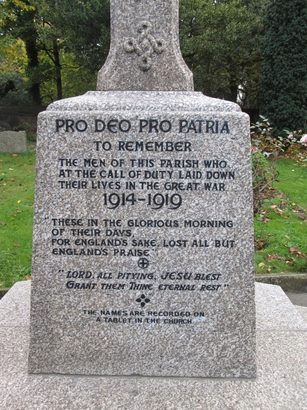 PRO DEO PRO PATRIA
TO REMEMBER
THE MEN OF THIS PARISH WHO
AT THE CALL OF DUTY LAID DOWN
THEIR LIVES IN THE GREAT WAR
1914-1919
"THESE IN THE GLORIOUS MORNING
OF THEIR DAYS,
FOR ENGLAND'S SAKE, LOST ALL BUT
ENGLAND'S PRAISE"
"LORD, ALL PITYING, JESU BLEST
GRANT THEM THINE ETERNAL REST"
THE NAMES ARE RECORDED ON
A TABLET IN THE CHURCH